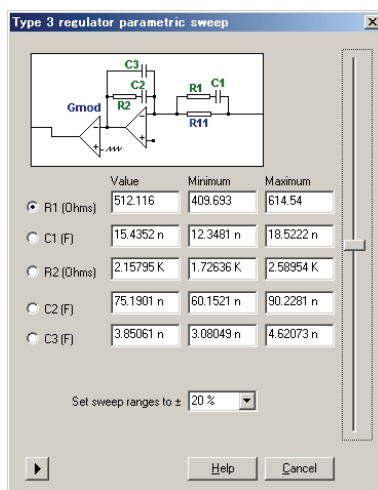 Type 3 regulator parametric sweep
C3
C2
R2
Gmod
R1 C1
R11
Value Minimum Maximum
R1 (Ohms) 512.116 409.693 614.54
C1 (F) 15.4352 n 12.3481 n 18.5222 n
R2 (Ohms) 2.15795 K 1.72636 K 2.58954 K
C2 (F) 75.1901 n 60.1521 n 90.2281 n
C3 (F) 3.85061 n 3.08049 n 4.62073 n
Set sweep ranges to ± 20 %
Help Cancel